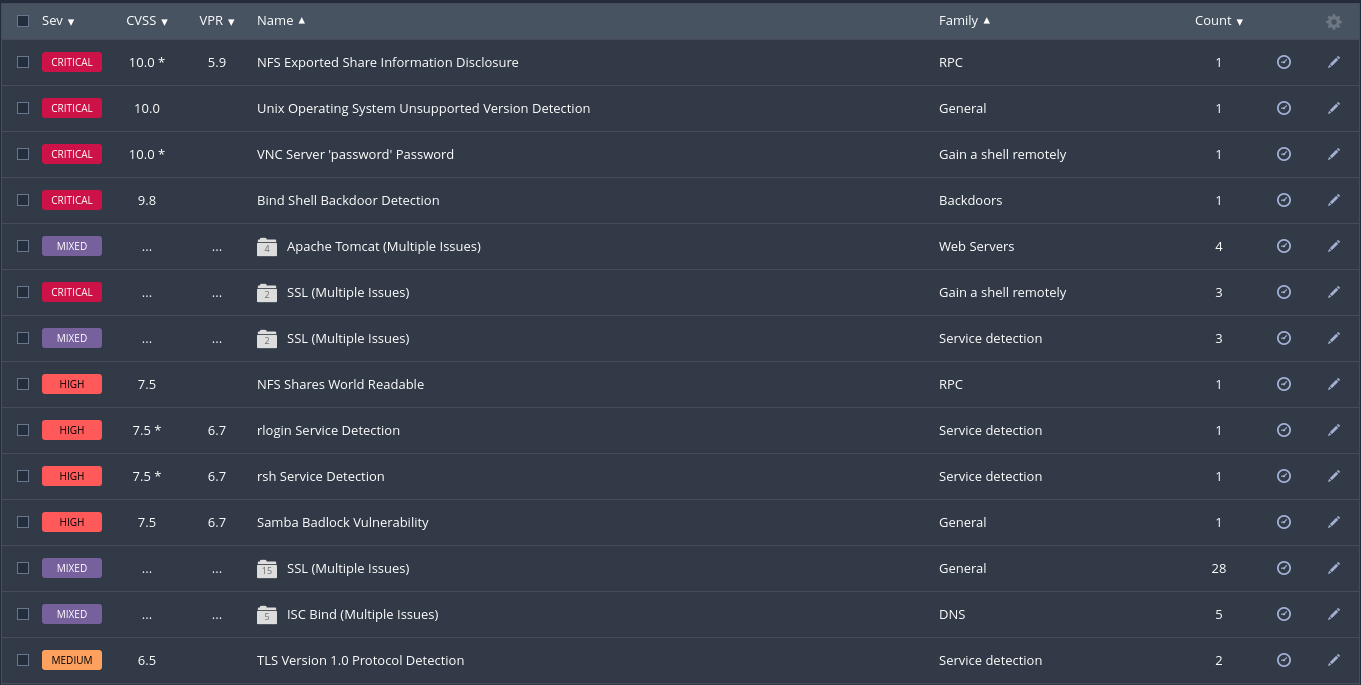 Sev ▼ CVSS ▼ VPR ▼ Name ▲ Family ▲ Count ▼
CRITICAL 10.0 * 5.9 NFS Exported Share Information Disclosure RPC 1
CRITICAL 10.0 Unix Operating System Unsupported Version Detection General 1
CRITICAL 10.0 * VNC Server 'password' Password Gain a shell remotely 1
CRITICAL 9.8 Bind Shell Backdoor Detection Backdoors 1
MIXED ... ... 4 Apache Tomcat (Multiple Issues) Web Servers 4
CRITICAL ... ... 2 SSL (Multiple Issues) Gain a shell remotely 3
MIXED ... ... 2 SSL (Multiple Issues) Service detection 3
HIGH 7.5 NFS Shares World Readable RPC 1
HIGH 7.5 * 6.7 rlogin Service Detection Service detection 1
HIGH 7.5 * 6.7 rsh Service Detection Service detection 1
HIGH 7.5 6.7 Samba Badlock Vulnerability General 1
MIXED ... ... 15 SSL (Multiple Issues) General 28
MIXED ... ... 5 ISC Bind (Multiple Issues) DNS 5
MEDIUM 6.5 TLS Version 1.0 Protocol Detection Service detection 2